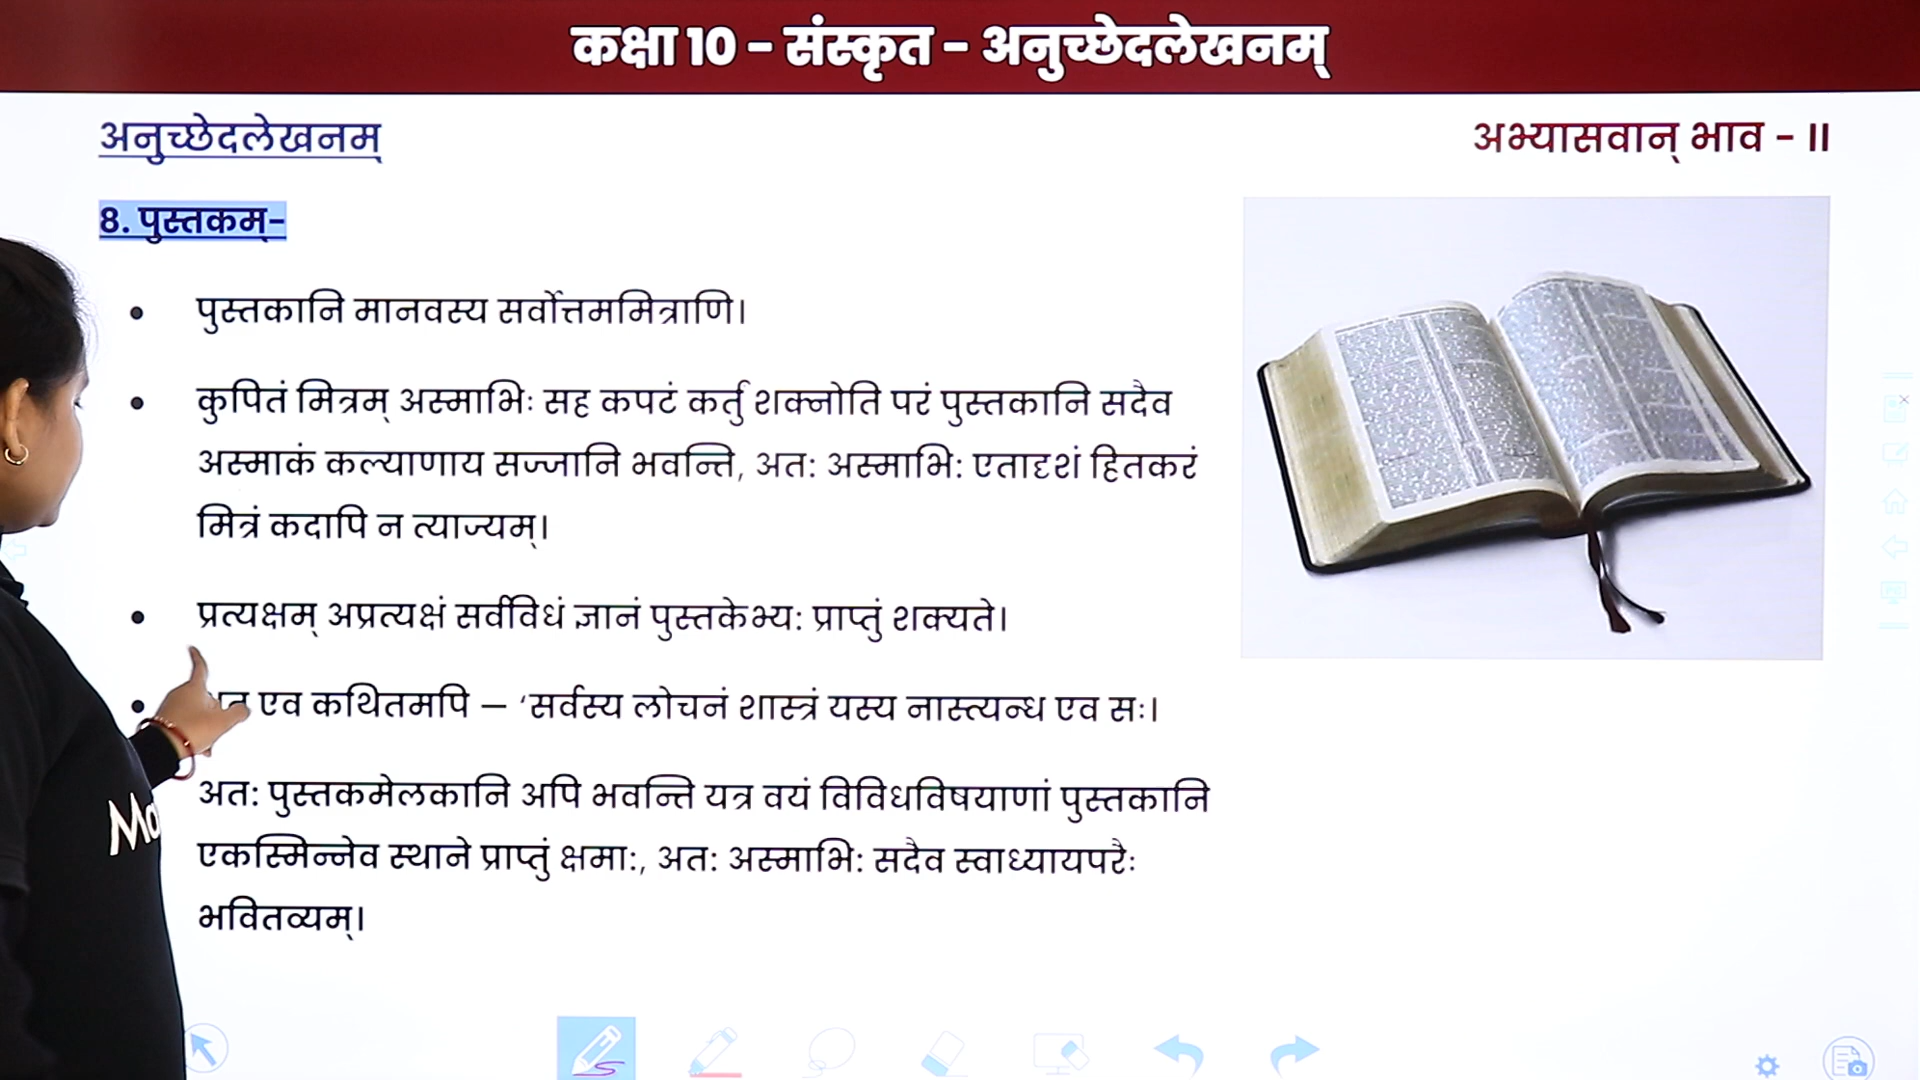 कक्षा 10 - संस्कृत - अनुच्छेदलेखनम्
अनुच्छेदलेखनम्
अभ्यासवान् भाव - II
8. पुस्तकम्-
पुस्तकानि मानवस्य सर्वोत्तममित्राणि।
कुपितं मित्रम् अस्माभिः सह कपटं कर्तु शक्नोति परं पुस्तकानि सदैव
अस्माकं कल्याणाय सज्जानि भवन्ति, अतः अस्माभिः एतादृशं हितकरं
मित्रं कदापि न त्याज्यम्।
प्रत्यक्षम् अप्रत्यक्षं सर्वविधं ज्ञानं पुस्तकेभ्यः प्राप्तुं शक्यते।
एव कथितमपि – ‘सर्वस्य लोचनं शास्त्रं यस्य नास्त्यन्ध एव सः।
अतः पुस्तकमेलकानि अपि भवन्ति यत्र वयं विविधविषयाणां पुस्तकानि
एकस्मिन्नेव स्थाने प्राप्तुं क्षमाः, अतः अस्माभिः सदैव स्वाध्यायपरैः
भवितव्यम्।